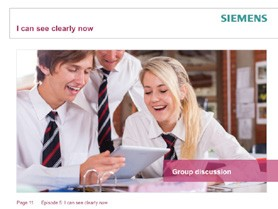 SIEMENS
I can see clearly now
Group discussion
Page 11 Episode 5: I can see clearly now